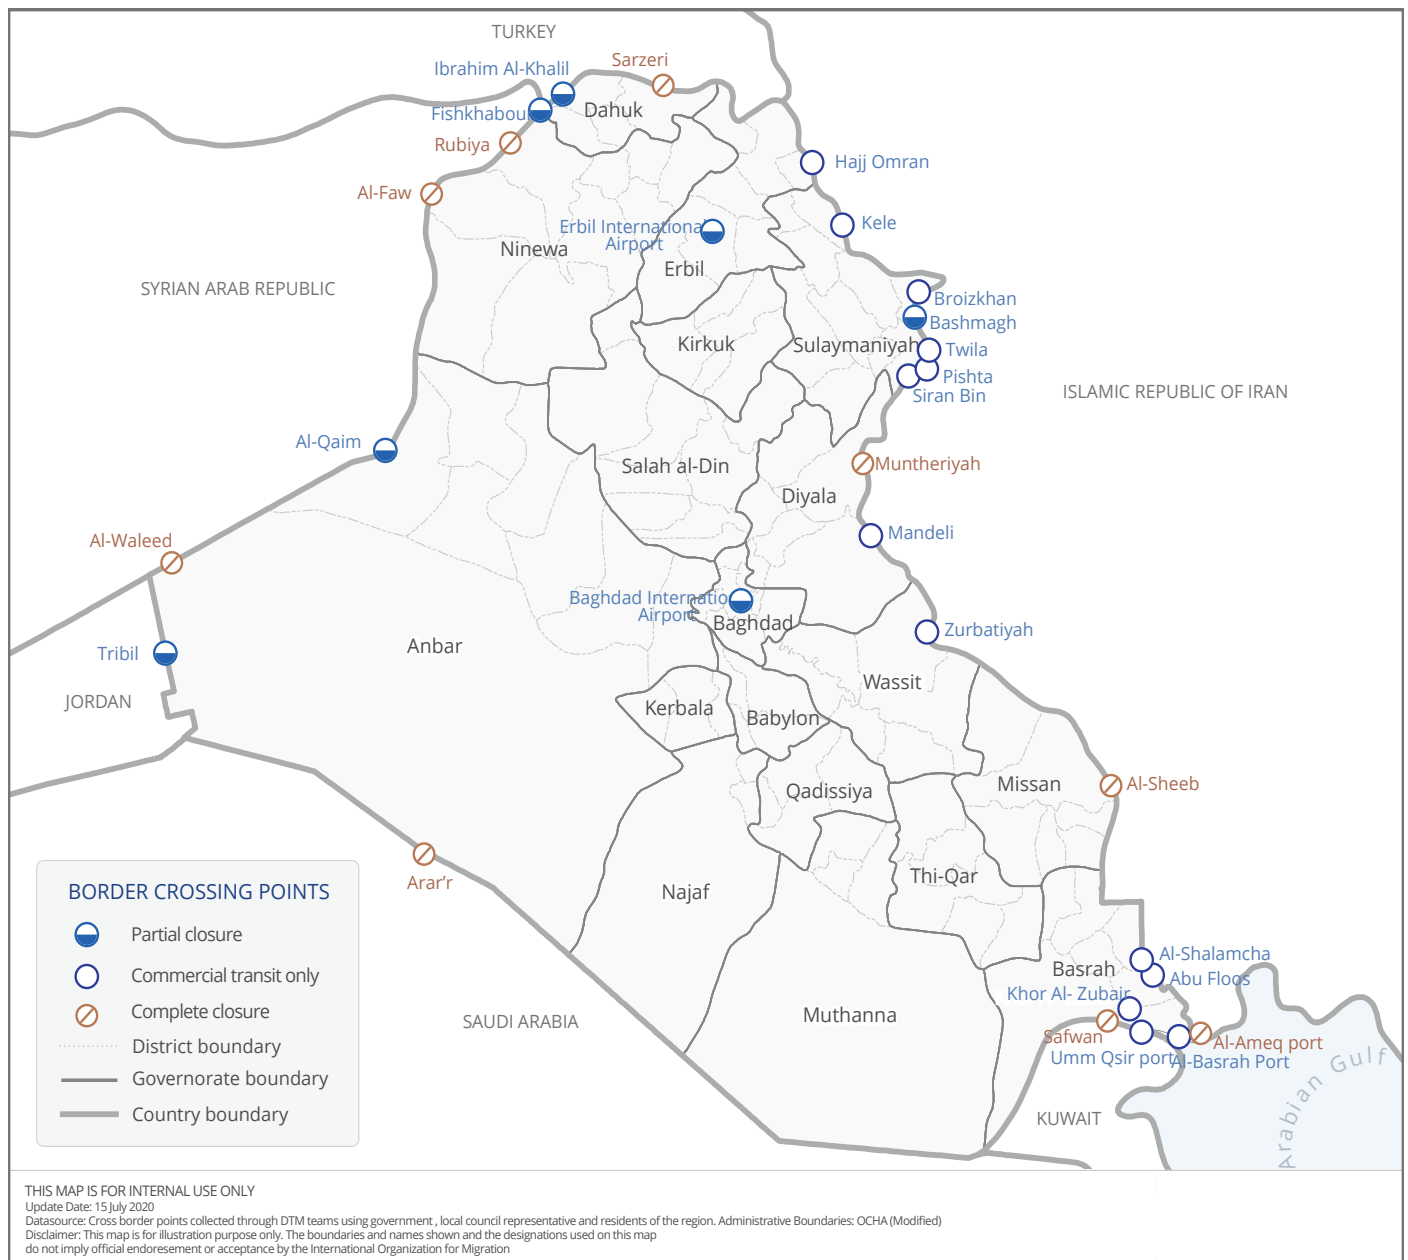 TURKEY
Sarzeri
Ibrahim Al-Khalil
Fishkhabour
Dahuk
Rubiya
Hajj Omran
Al-Faw
Kele
Erbil International
Airport
Ninewa
Erbil
SYRIAN ARAB REPUBLIC
Broizkhan
Bashmagh
Kirkuk
Sulaymaniyah
Twila
Pishta
Siran Bin
ISLAMIC REPUBLIC OF IRAN
Al-Qaim
Salah al-Din
Muntheriyah
Diyala
Mandeli
Al-Waleed
Baghdad Internatio
Airport
Baghdad
Zurbatiyah
Anbar
Tribil
JORDAN
Wassit
Kerbala
Babylon
Qadissiya
Missan
Al-Sheeb
Arar'r
Najaf
Thi-Qar
Al-Shalamcha
Basrah
Abu Floos
Khor Al- Zubair
Muthanna
SAUDI ARABIA
Safwan
Al-Ameq port
Umm Qsir port
Al-Basrah Port
KUWAIT
Arabian Gulf
BORDER CROSSING POINTS
Partial closure
Commercial transit only
Complete closure
District boundary
Governorate boundary
Country boundary
THIS MAP IS FOR INTERNAL USE ONLY
Update Date: 15 July 2020
Datasource: Cross border points collected through DTM teams using government , local council representative and residents of the region. Administrative Boundaries: OCHA (Modified)
Disclaimer: This map is for illustration purpose only. The boundaries and names shown and the designations used on this map
do not imply official endoresement or acceptance by the International Organization for Migration